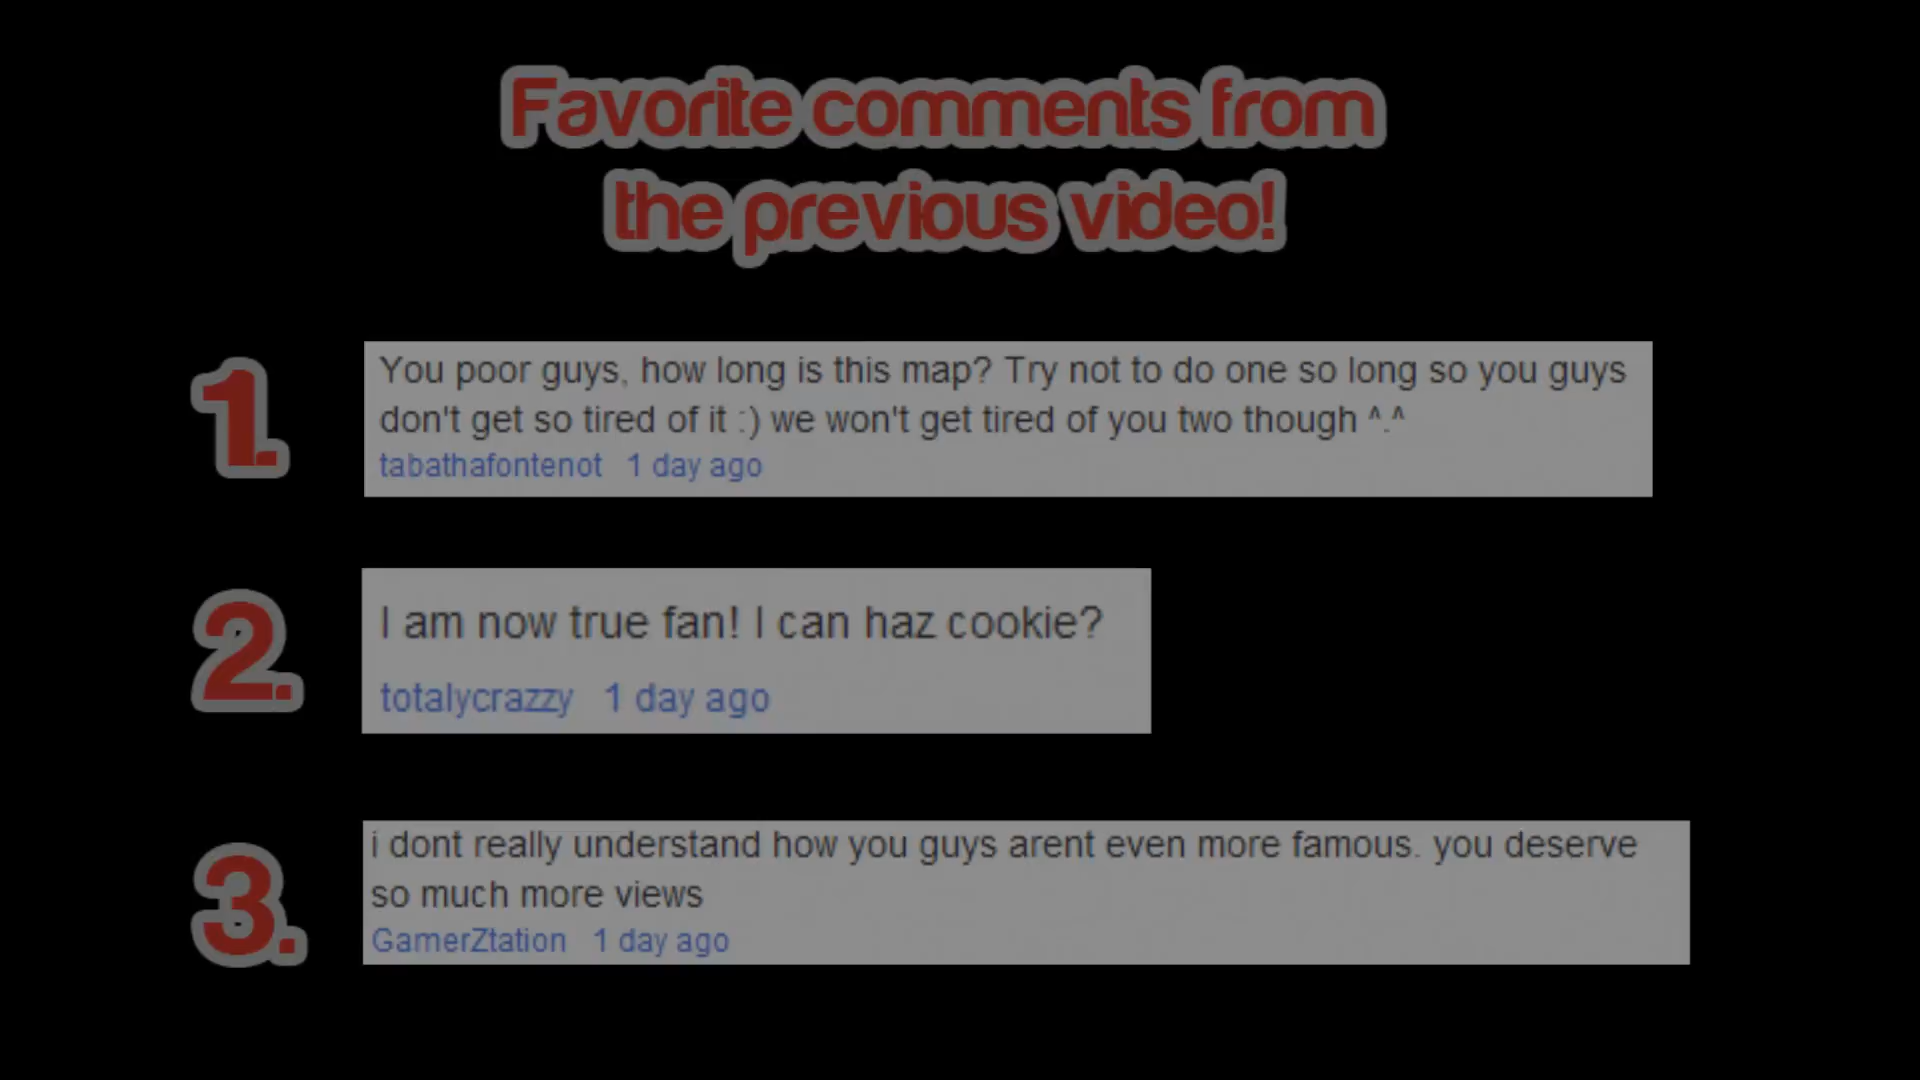 Favorite comments from
the previous video!
1.
You poor guys, how long is this map? Try not to do one so long so you guys
don't get so tired of it :) we won't get tired of you two though ^.^
tabathafontenot 1 day ago
2.
I am now true fan! I can haz cookie?
totalycrazzy 1 day ago
3.
i dont really understand how you guys arent even more famous. you deserve
so much more views
GamerZtation 1 day ago